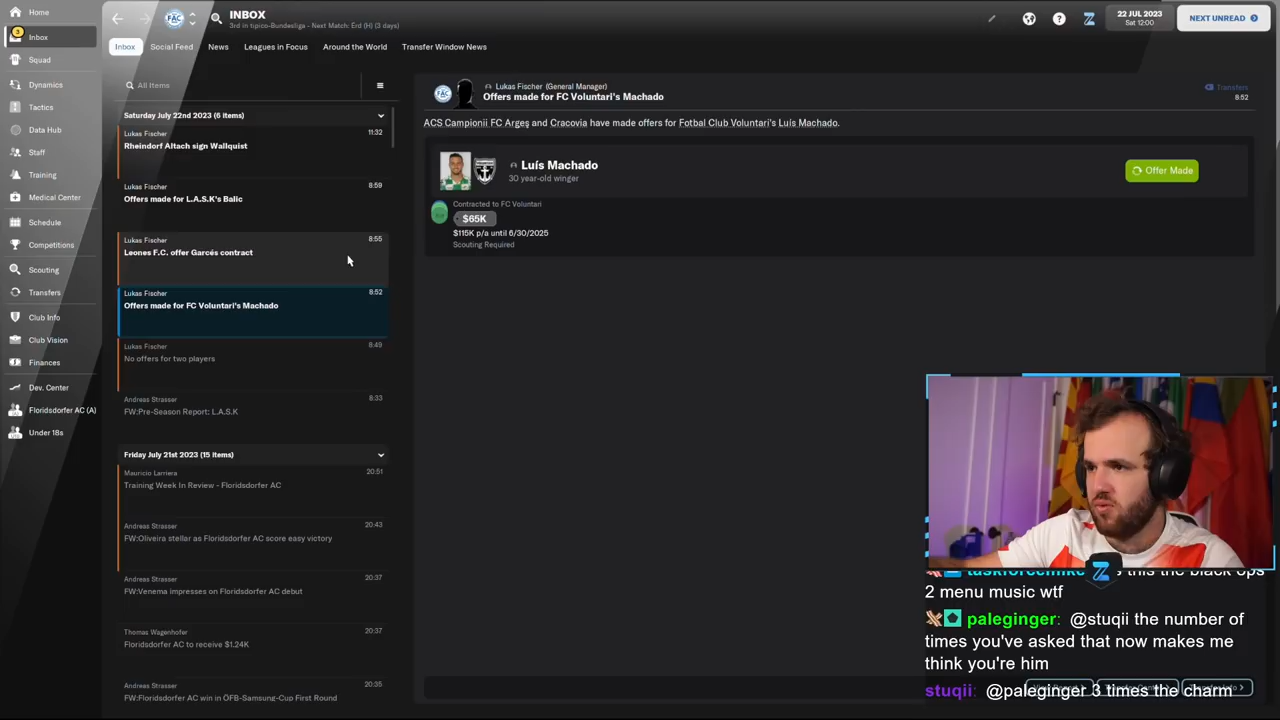 Home
INBOX
3rd in tipico-Bundesliga - Next Match: Erd (H) (3 days)
22 JUL 2023
Sat 12:00
NEXT UNREAD
3
Inbox
Squad
Dynamics
Tactics
Data Hub
Staff
Training
Medical Center
Schedule
Competitions
Scouting
Transfers
Club Info
Club Vision
Finances
Dev. Center
Floridsdorfer AC (A)
Under 18s
Inbox Social Feed News Leagues in Focus Around the World Transfer Window News
All Items
Saturday July 22nd 2023 (6 items)
Lukas Fischer 11:32
Rheindorf Altach sign Wallquist
Lukas Fischer 8:59
Offers made for L.A.S.K's Balic
Lukas Fischer 8:55
Leones F.C. offer Garcés contract
Lukas Fischer 8:52
Offers made for FC Voluntari's Machado
Lukas Fischer 8:49
No offers for two players
Andreas Strasser 8:33
FW:Pre-Season Report: L.A.S.K
Friday July 21st 2023 (15 items)
Mauricio Larriera 20:51
Training Week In Review - Floridsdorfer AC
Andreas Strasser 20:43
FW:Oliveira stellar as Floridsdorfer AC score easy victory
Andreas Strasser 20:37
FW:Venema impresses on Floridsdorfer AC debut
Thomas Wagenhofer 20:37
Floridsdorfer AC to receive $1.24K
Andreas Strasser 20:35
FW:Floridsdorfer AC win in ÖFB-Samsung-Cup First Round
Lukas Fischer (General Manager)
Offers made for FC Voluntari's Machado
Transfers
8:52
ACS Campionii FC Argeș and Cracovia have made offers for Fotbal Club Voluntari's Luís Machado.
Luís Machado
30 year-old winger
Offer Made
Contracted to FC Voluntari
$65K
$115K p/a until 6/30/2025
Scouting Required
taskforcemike this the black ops
2 menu music wtf
paleginger: @stuqii the number of
times you've asked that now makes me
think you're him
stuqii: @paleginger 3 times the charm